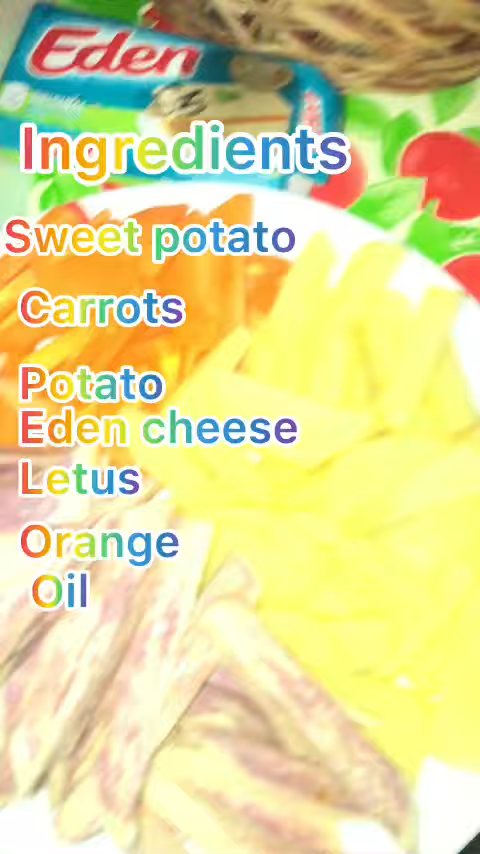 Eden
Ingredients
Sweet potato
Carrots
Potato
Eden cheese
Letus
Orange
Oil